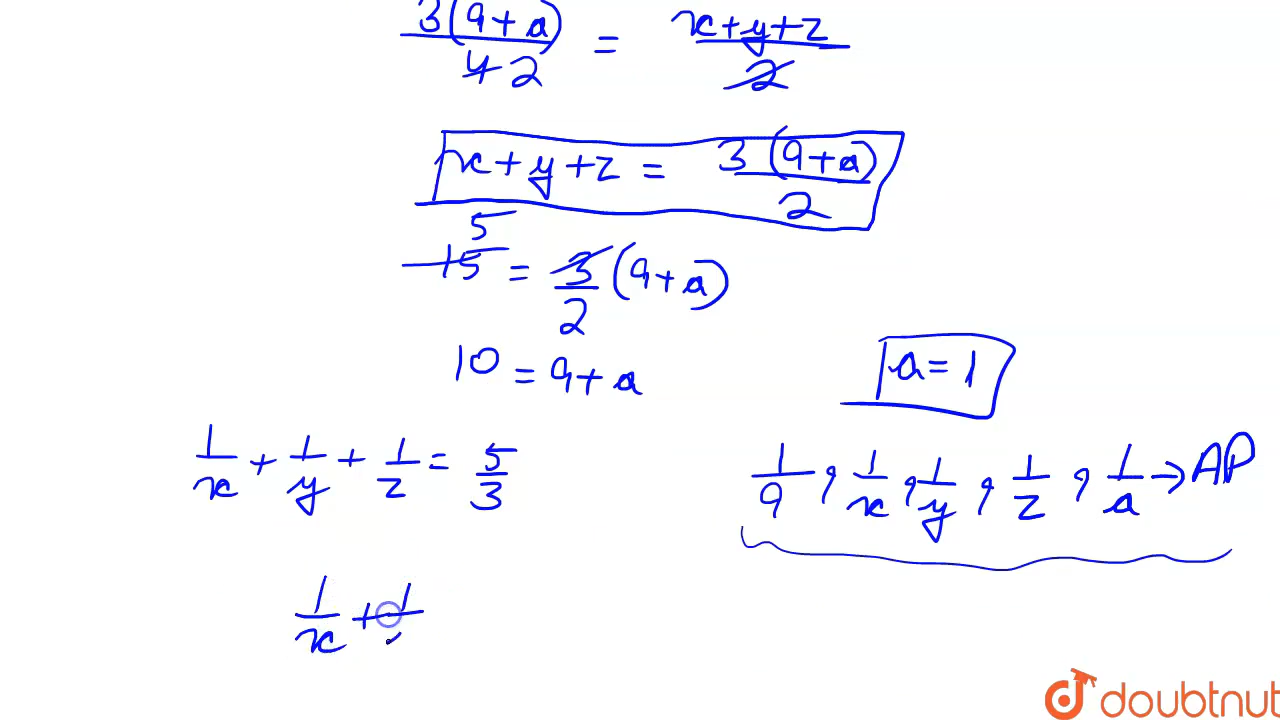 3(9+a)/42 = x+y+z/2
x+y+z = 3(9+a)/2
5
15 = 3/2 (9+a)
10 = 9+a
a = 1
1/x + 1/y + 1/z = 5/3
1/9 , 1/x , 1/y , 1/z , 1/a → AP
1/x + 1
doubtnut